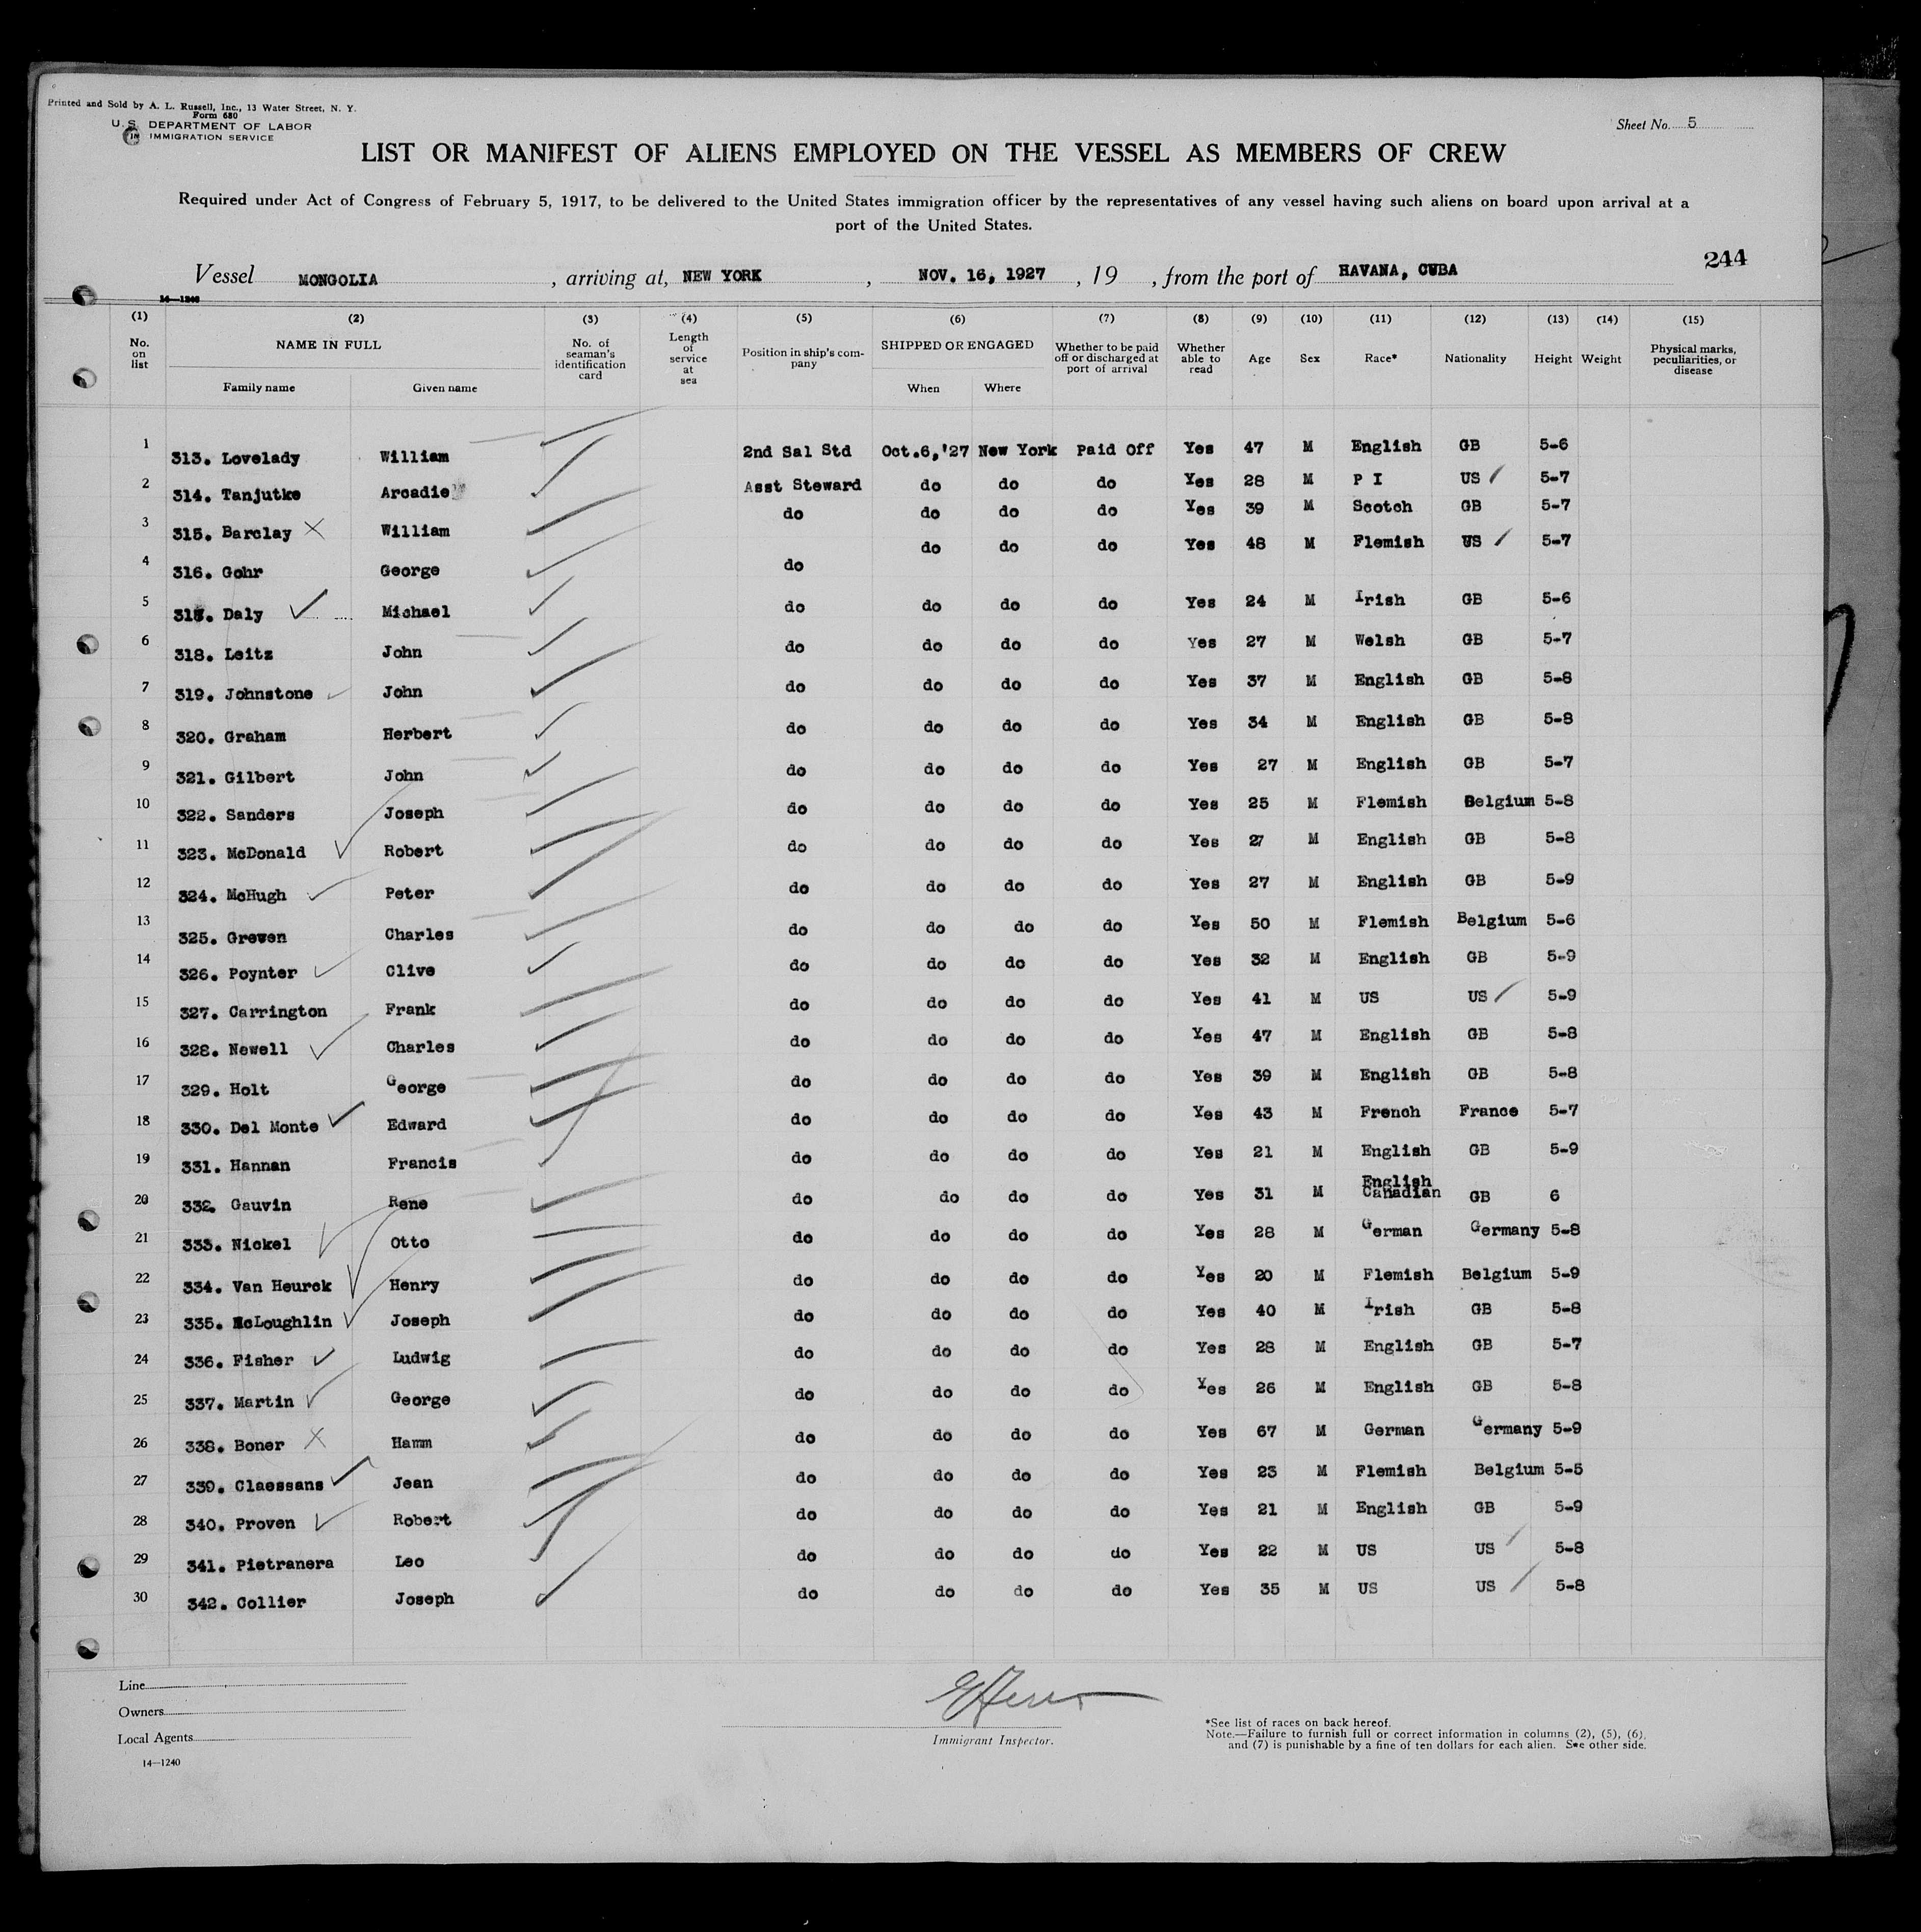 Printed and Sold by A. L. Russell, Inc., 13 Water Street, N. Y.
Form 680
U. S. DEPARTMENT OF LABOR
IMMIGRATION SERVICE
Sheet No. 5
LIST OR MANIFEST OF ALIENS EMPLOYED ON THE VESSEL AS MEMBERS OF CREW
Required under Act of Congress of February 5, 1917, to be delivered to the United States immigration officer by the representatives of any vessel having such aliens on board upon arrival at a
port of the United States.
244
Vessel MONGOLIA , arriving at, NEW YORK , NOV. 16, 1927 , 19 , from the port of HAVANA, CUBA
14—1240
(1) (2) (3) (4) (5) (6) (7) (8) (9) (10) (11) (12) (13) (14) (15)
No. on list NAME IN FULL Family name Given name No. of seaman's identification card Length of service at sea Position in ship's company SHIPPED OR ENGAGED When Where Whether to be paid off or discharged at port of arrival Whether able to read Age Sex Race* Nationality Height Weight Physical marks, peculiarities, or disease
1 313. Lovelady William 2nd Sal Std Oct.6,'27 New York Paid Off Yes 47 M English GB 5-6
2 314. Tanjutke Arcadie Asst Steward do do do Yes 28 M P I US 5-7
3 315. Barclay William do do do do Yes 39 M Scotch GB 5-7
4 316. Gohr George do do do do Yes 48 M Flemish US 5-7
5 317. Daly Michael do do do do Yes 24 M Irish GB 5-6
6 318. Leitz John do do do do Yes 27 M Welsh GB 5-7
7 319. Johnstone John do do do do Yes 37 M English GB 5-8
8 320. Graham Herbert do do do do Yes 34 M English GB 5-8
9 321. Gilbert John do do do do Yes 27 M English GB 5-7
10 322. Sanders Joseph do do do do Yes 25 M Flemish Belgium 5-8
11 323. McDonald Robert do do do do Yes 27 M English GB 5-8
12 324. McHugh Peter do do do do Yes 27 M English GB 5-9
13 325. Greven Charles do do do do Yes 50 M Flemish Belgium 5-6
14 326. Poynter Clive do do do do Yes 32 M English GB 5-9
15 327. Carrington Frank do do do do Yes 41 M US US 5-9
16 328. Newell Charles do do do do Yes 47 M English GB 5-8
17 329. Holt George do do do do Yes 39 M English GB 5-8
18 330. Del Monte Edward do do do do Yes 43 M French France 5-7
19 331. Hannan Francis do do do do Yes 21 M English GB 5-9
20 332. Gauvin Rene do do do do Yes 31 M English Canadian GB 6
21 333. Nickel Otto do do do do Yes 28 M German Germany 5-8
22 334. Van Heurck Henry do do do do Yes 20 M Flemish Belgium 5-9
23 335. McLoughlin Joseph do do do do Yes 40 M Irish GB 5-8
24 336. Fisher Ludwig do do do do Yes 28 M English GB 5-7
25 337. Martin George do do do do Yes 26 M English GB 5-8
26 338. Boner Hamm do do do do Yes 67 M German Germany 5-9
27 339. Claessans Jean do do do do Yes 23 M Flemish Belgium 5-5
28 340. Proven Robert do do do do Yes 21 M English GB 5-9
29 341. Pietranera Leo do do do do Yes 22 M US US 5-8
30 342. Collier Joseph do do do do Yes 35 M US US 5-8
Line
Owners
Local Agents
14—1240
Immigrant Inspector.
*See list of races on back hereof.
Note.—Failure to furnish full or correct information in columns (2), (5), (6),
and (7) is punishable by a fine of ten dollars for each alien. See other side.